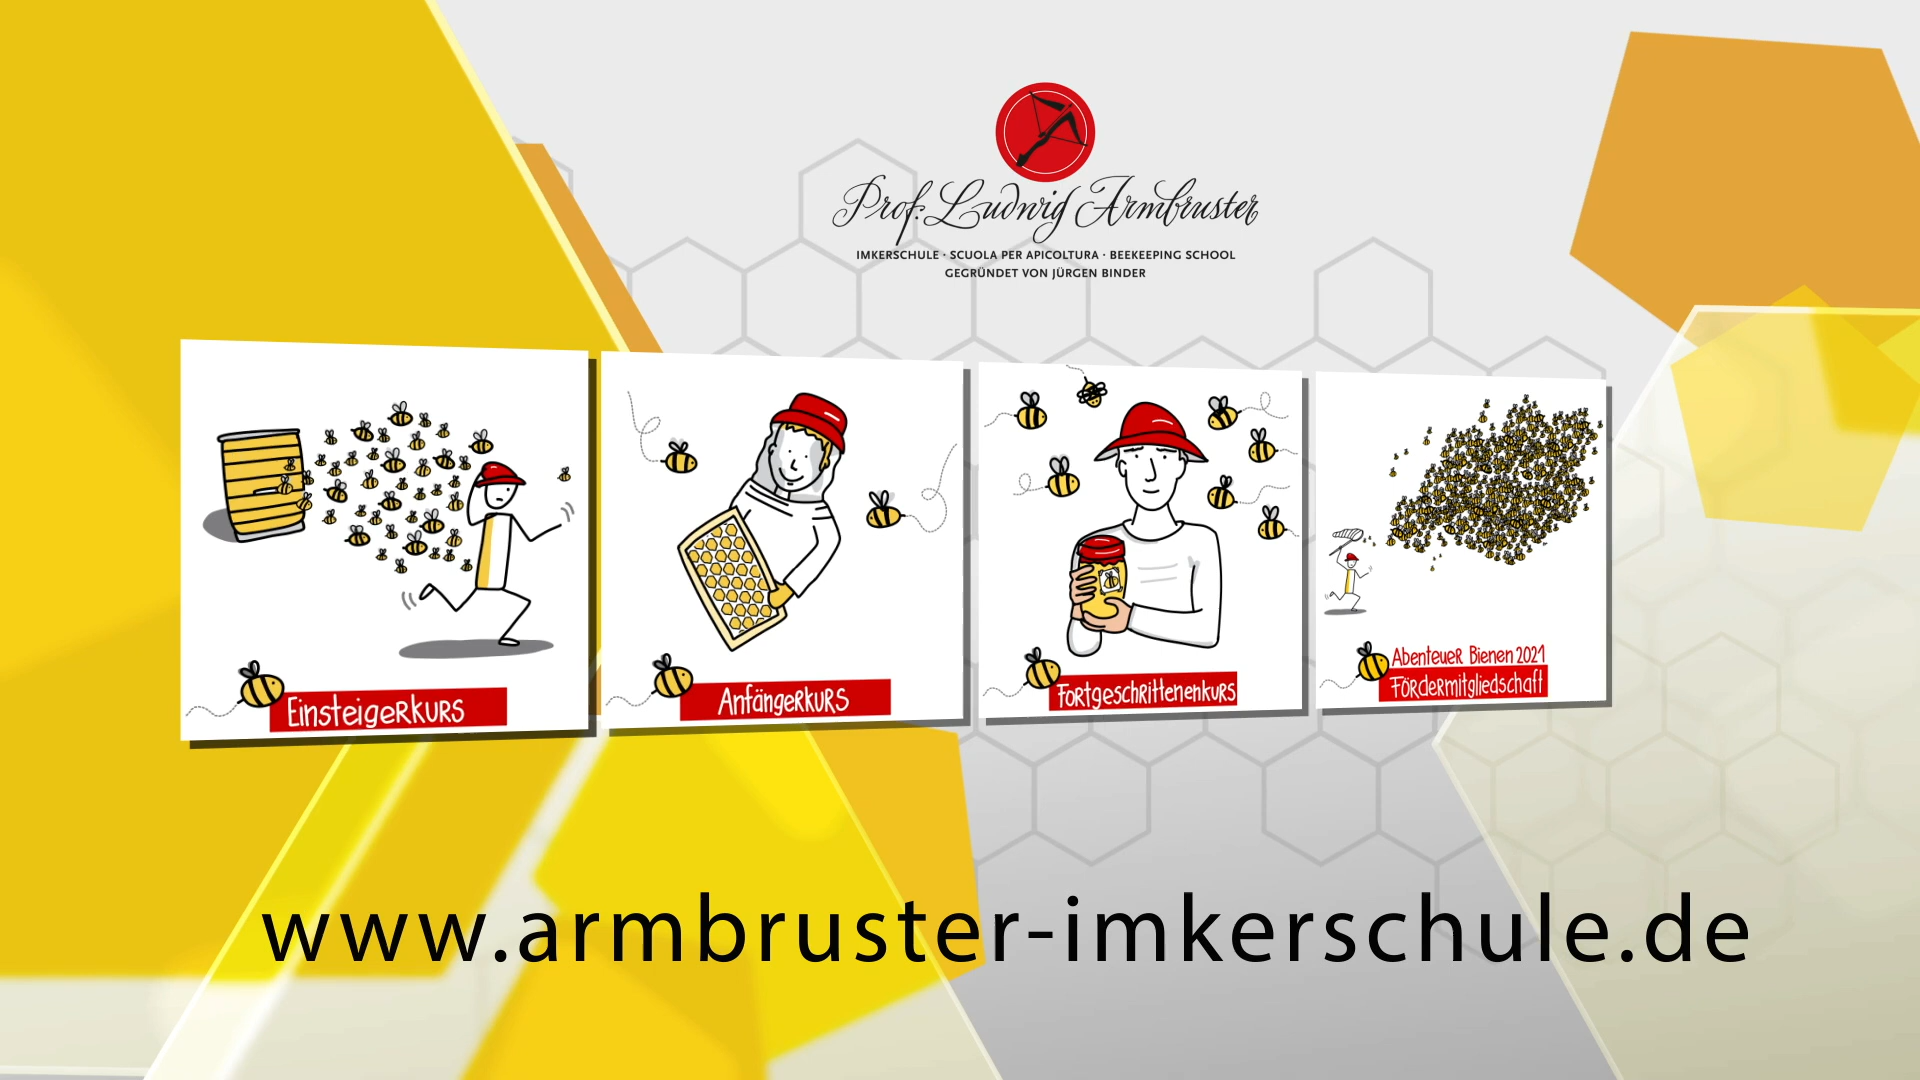 Prof. Ludwig Armbruster
IMKERSCHULE · SCUOLA PER APICOLTURA · BEEKEEPING SCHOOL
GEGRÜNDET VON JÜRGEN BINDER
Einsteigerkurs
Anfängerkurs
Fortgeschrittenenkurs
Abenteuer Bienen 2021
Fördermitgliedschaft
www.armbruster-imkerschule.de